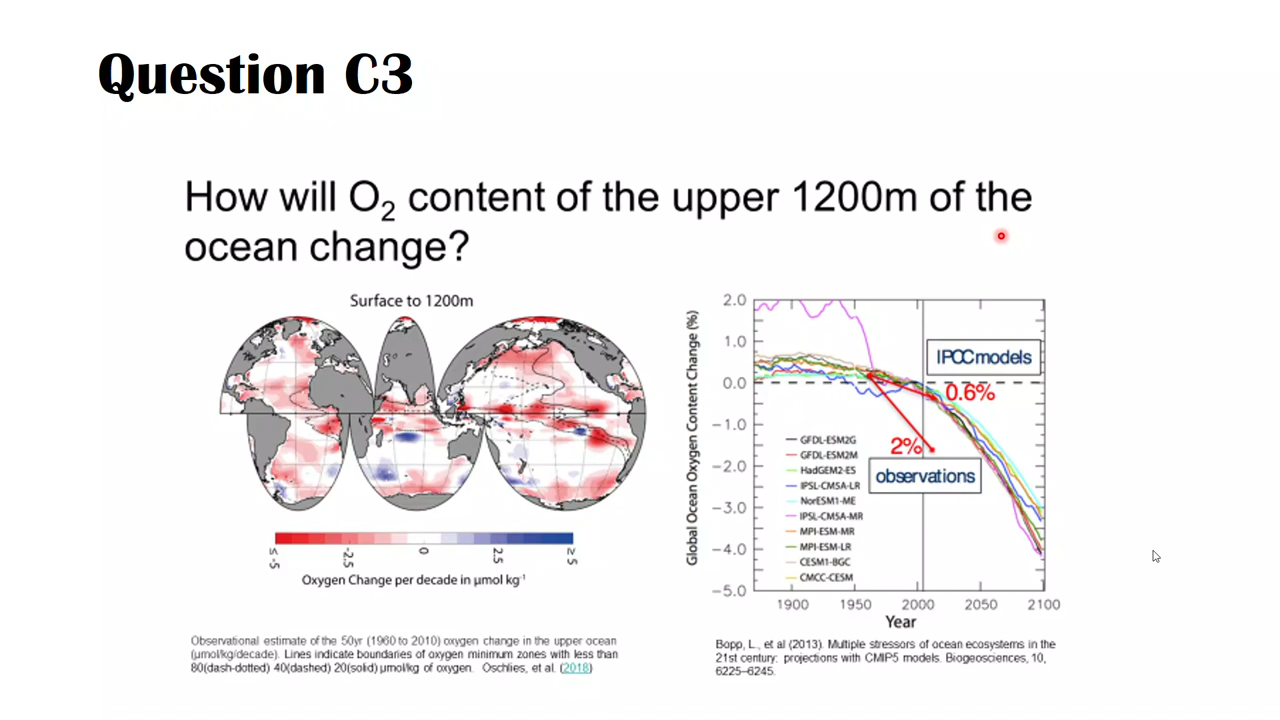 Question C3
How will O₂ content of the upper 1200m of the
ocean change?
Surface to 1200m
≤ -5
-2.5
0
2.5
≥ 5
Oxygen Change per decade in µmol kg⁻¹
Observational estimate of the 50yr (1960 to 2010) oxygen change in the upper ocean
(µmol/kg/decade). Lines indicate boundaries of oxygen minimum zones with less than
80(dash-dotted) 40(dashed) 20(solid) µmol/kg of oxygen. Oschlies, et al. (2018)
Global Ocean Oxygen Content Change (%)
2.0
1.0
0.0
−1.0
−2.0
−3.0
−4.0
−5.0
IPCC models
0.6%
2%
observations
GFDL-ESM2G
GFDL-ESM2M
HadGEM2-ES
IPSL-CM5A-LR
NorESM1-ME
IPSL-CM5A-MR
MPI-ESM-MR
MPI-ESM-LR
CESM1-BGC
CMCC-CESM
1900
1950
2000
2050
2100
Year
Bopp, L., et al (2013). Multiple stressors of ocean ecosystems in the
21st century: projections with CMIP5 models. Biogeosciences, 10,
6225–6245.